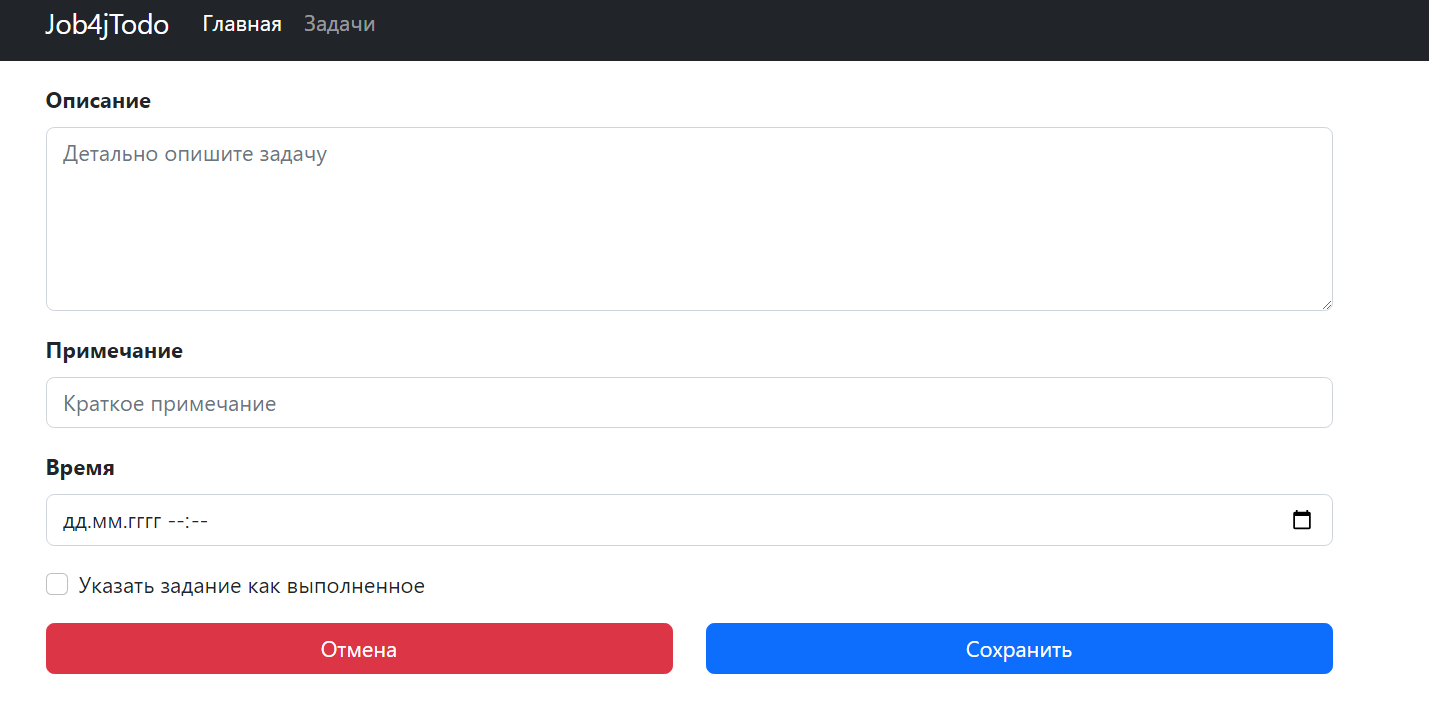 Job4jTodo Главная Задачи
Описание
Детально опишите задачу
Примечание
Краткое примечание
Время
дд.мм.гггг --:--
Указать задание как выполненное
Отмена Сохранить